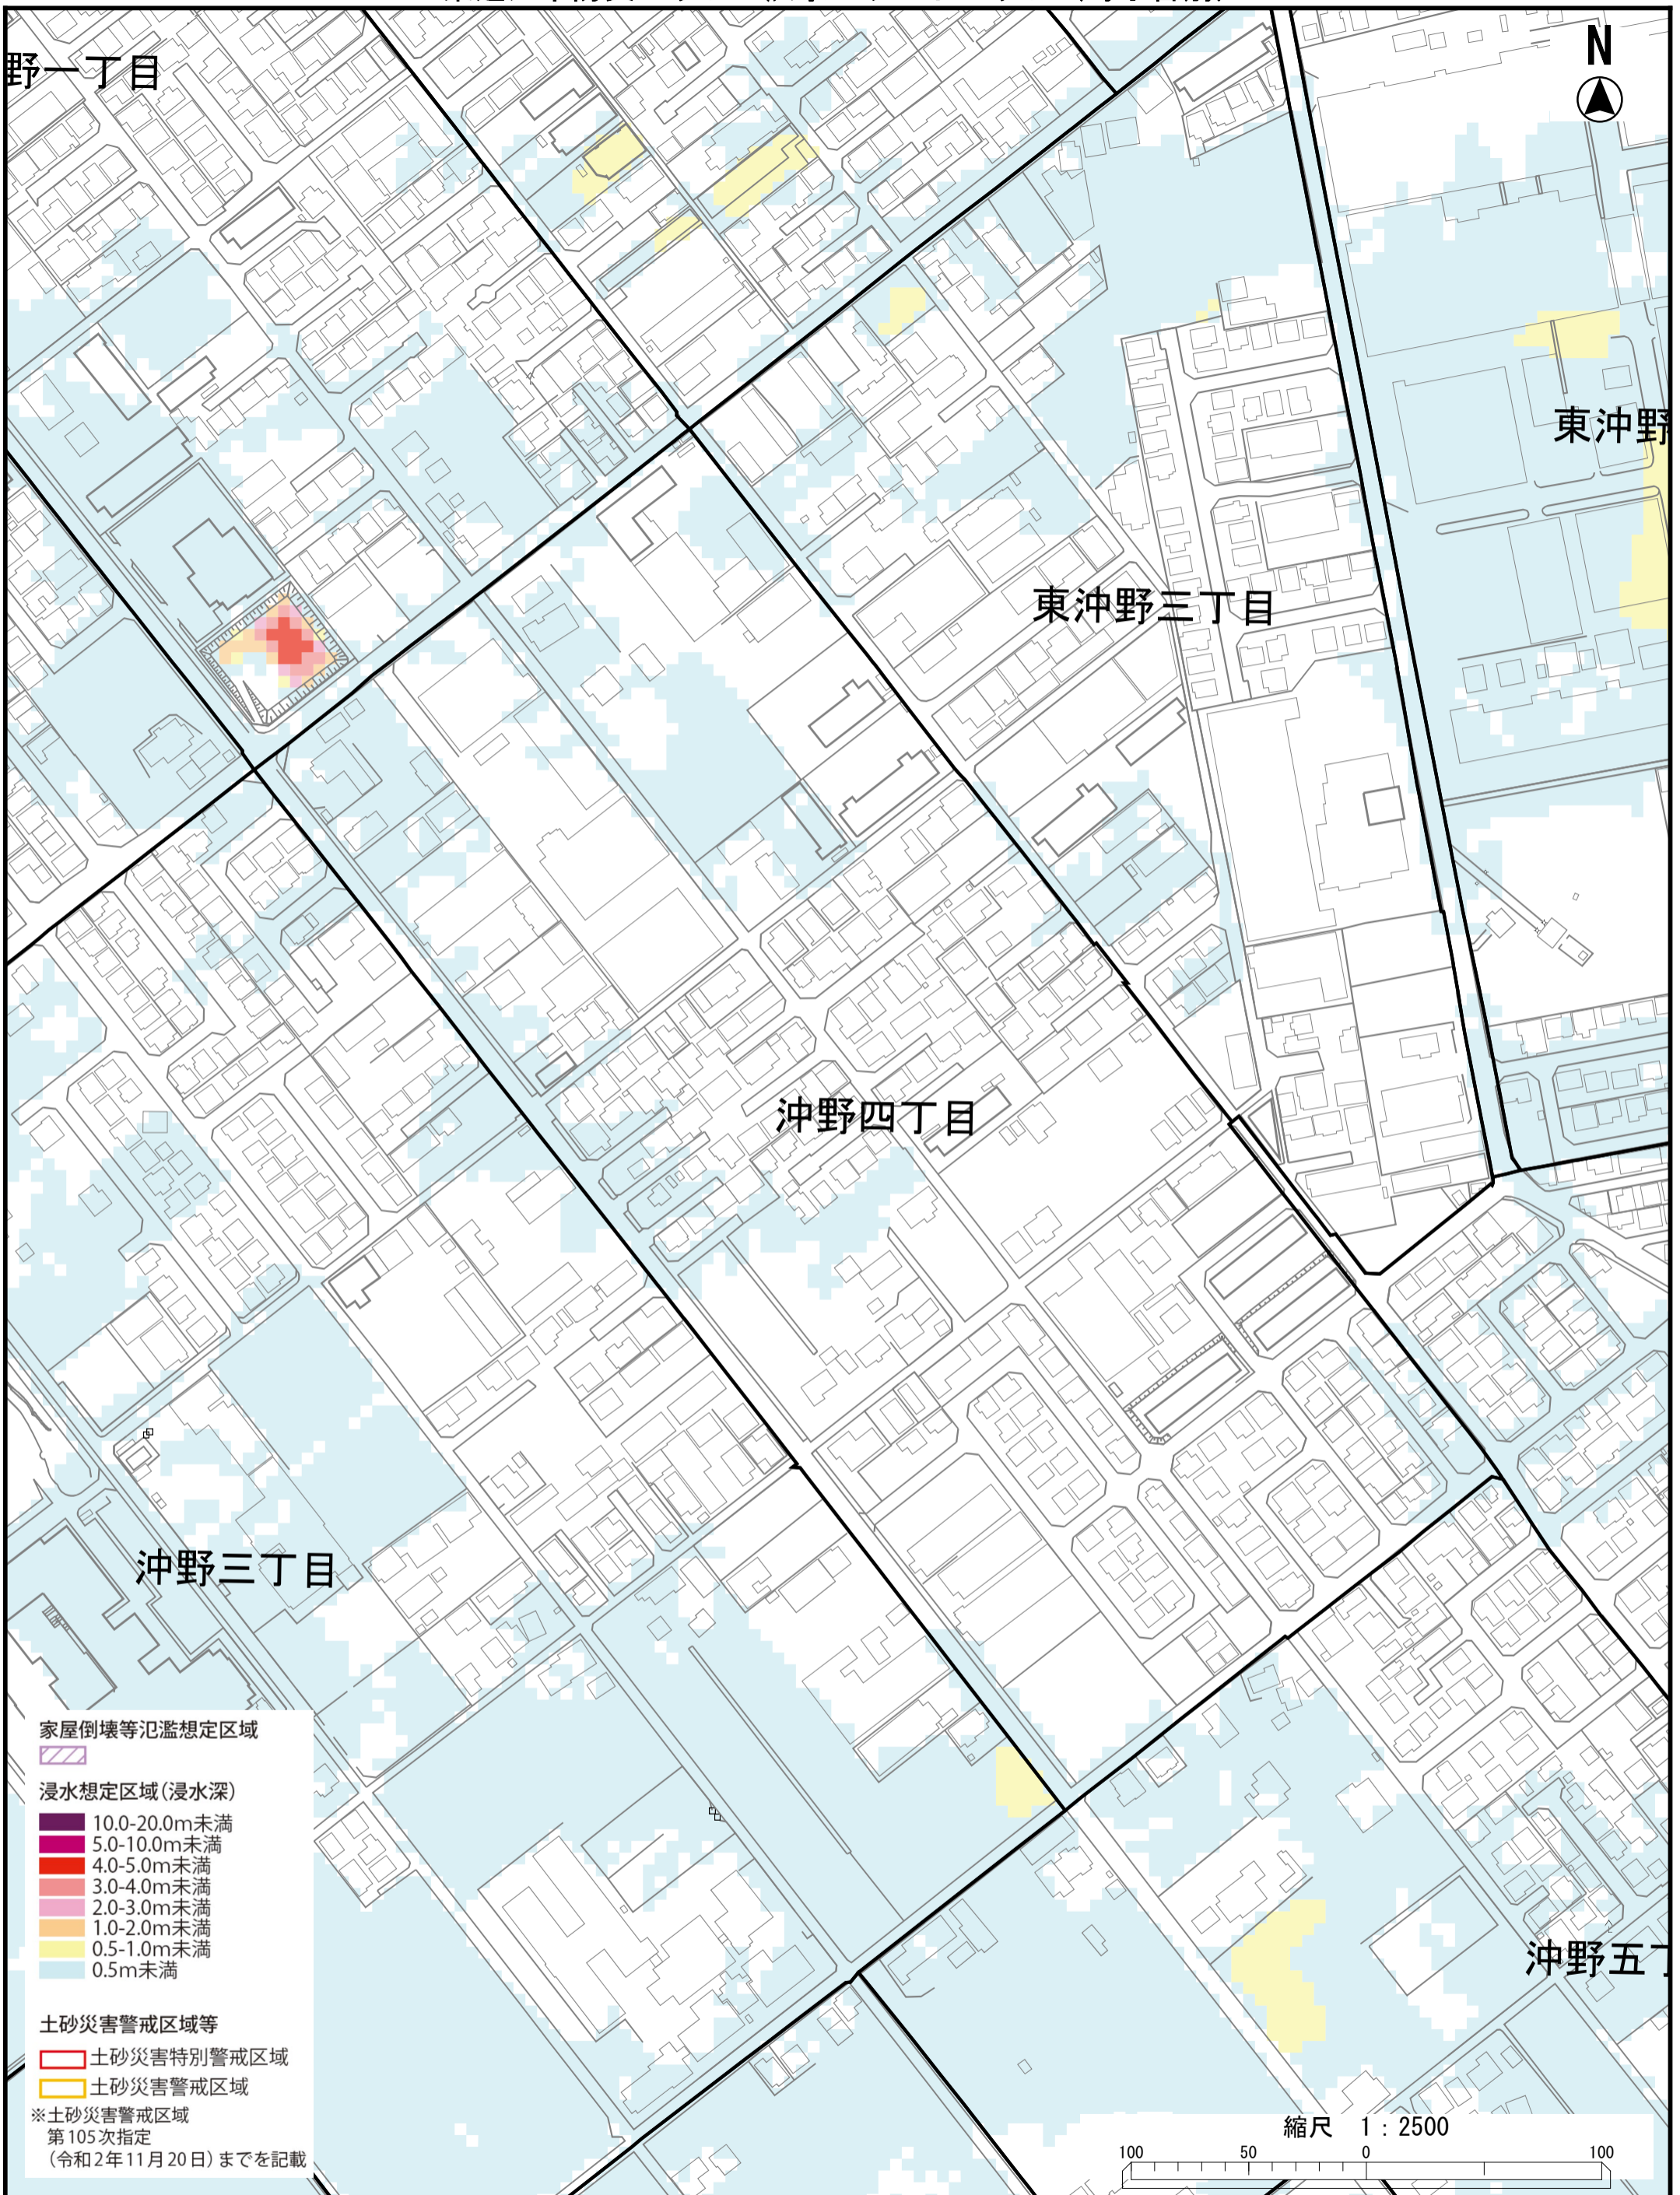 野一丁目
N
東沖野
東沖野三丁目
沖野四丁目
沖野三丁目
沖野五丁
家屋倒壊等氾濫想定区域
浸水想定区域(浸水深)
10.0-20.0m未満
5.0-10.0m未満
4.0-5.0m未満
3.0-4.0m未満
2.0-3.0m未満
1.0-2.0m未満
0.5-1.0m未満
0.5m未満
土砂災害警戒区域等
土砂災害特別警戒区域
土砂災害警戒区域
※土砂災害警戒区域
第105次指定
(令和2年11月20日)までを記載
縮尺 1:2500
100 50 0 100